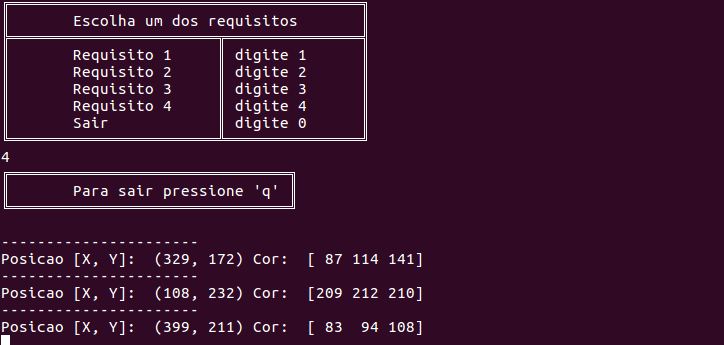 Escolha um dos requisitos
Requisito 1 digite 1
Requisito 2 digite 2
Requisito 3 digite 3
Requisito 4 digite 4
Sair digite 0
4
Para sair pressione 'q'
----------------------
Posicao [X, Y]:  (329, 172) Cor:  [ 87 114 141]
----------------------
Posicao [X, Y]:  (108, 232) Cor:  [209 212 210]
----------------------
Posicao [X, Y]:  (399, 211) Cor:  [ 83  94 108]